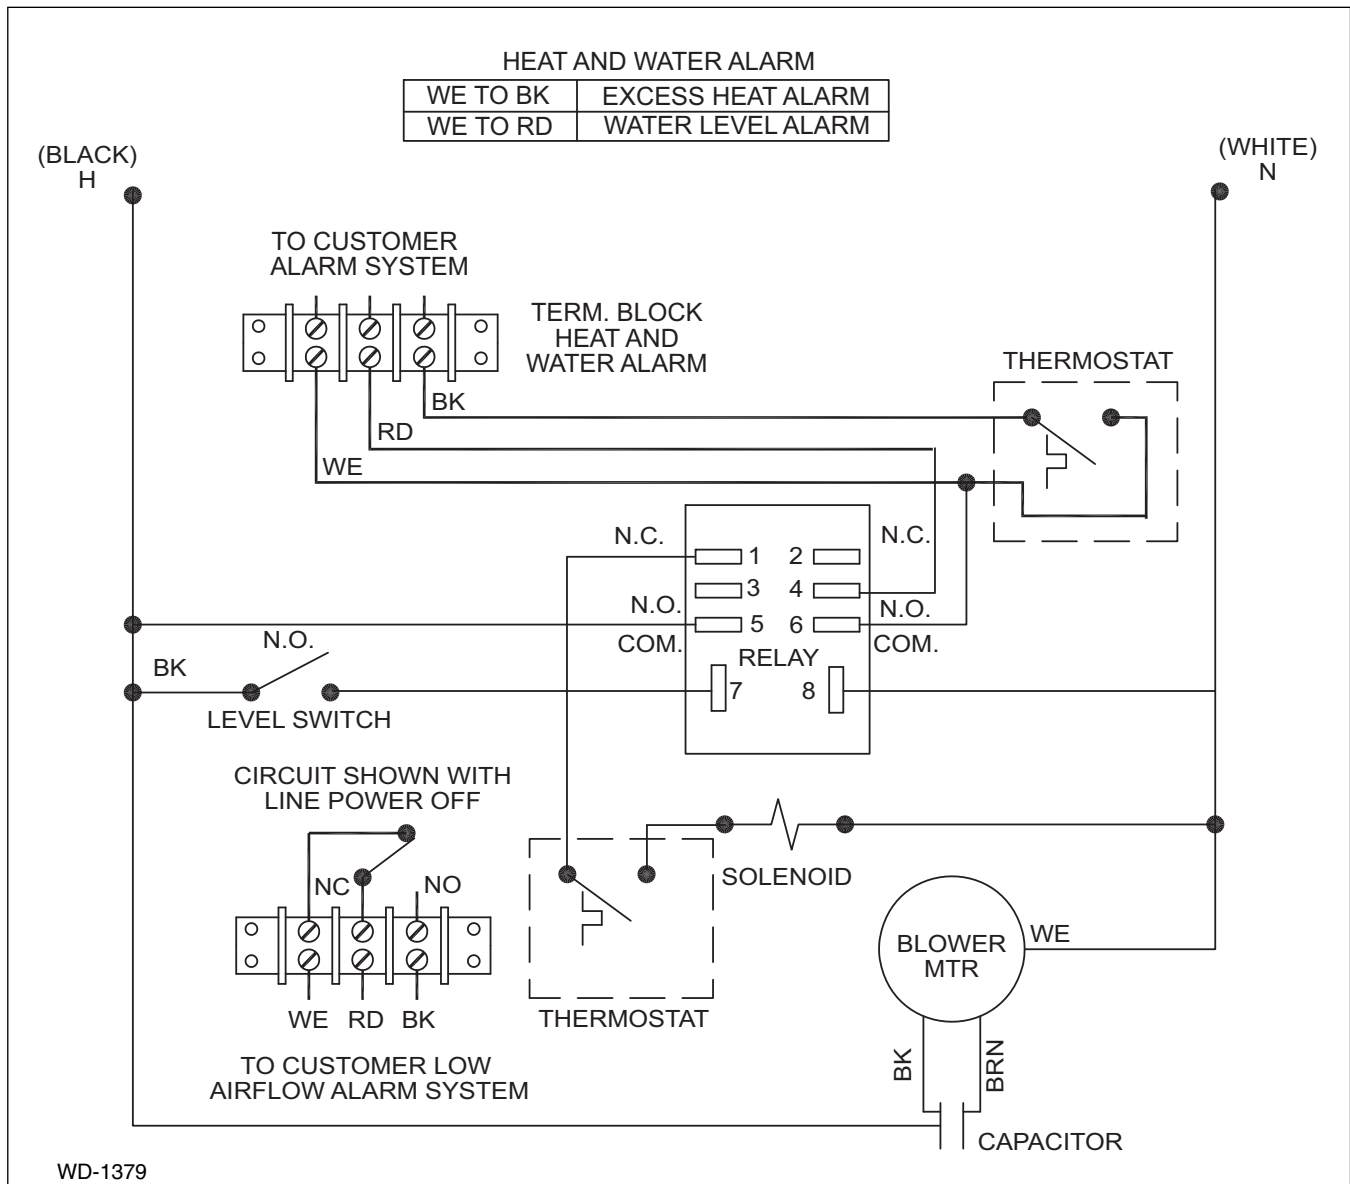 HEAT AND WATER ALARM
WE TO BK EXCESS HEAT ALARM
WE TO RD WATER LEVEL ALARM
(BLACK)
H
(WHITE)
N
TO CUSTOMER
ALARM SYSTEM
TERM. BLOCK
HEAT AND
WATER ALARM
THERMOSTAT
BK
RD
WE
N.C.
1
2
N.C.
3
4
N.O.
N.O.
5
6
COM.
COM.
RELAY
7
8
N.O.
BK
LEVEL SWITCH
CIRCUIT SHOWN WITH
LINE POWER OFF
NC
NO
WE RD BK
TO CUSTOMER LOW
AIRFLOW ALARM SYSTEM
THERMOSTAT
SOLENOID
BLOWER
MTR
WE
BK
BRN
CAPACITOR
WD-1379